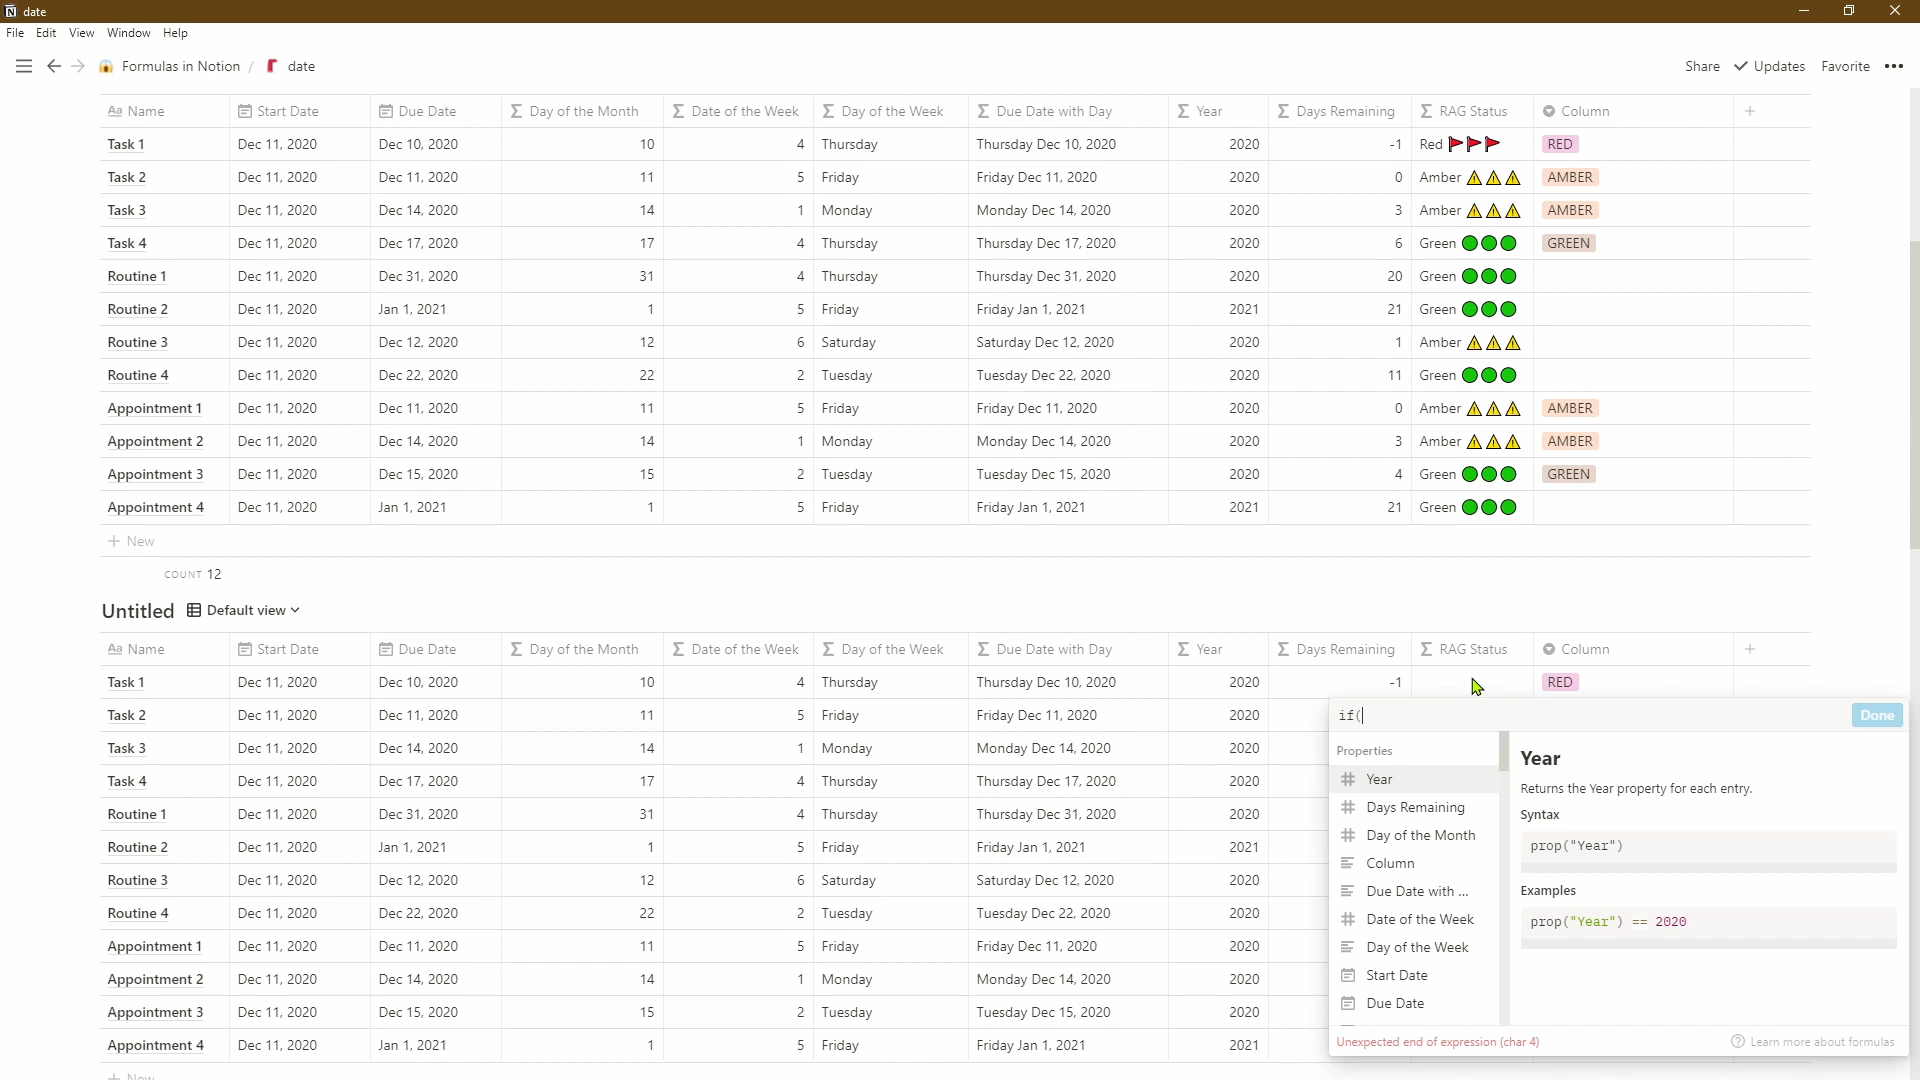 date
File Edit View Window Help
Formulas in Notion / date Share Updates Favorite •••
Aa Name Start Date Due Date Σ Day of the Month Σ Date of the Week Σ Day of the Week Σ Due Date with Day Σ Year Σ Days Remaining Σ RAG Status Column +
Task 1 Dec 11, 2020 Dec 10, 2020 10 4 Thursday Thursday Dec 10, 2020 2020 -1 Red 🚩🚩🚩 RED
Task 2 Dec 11, 2020 Dec 11, 2020 11 5 Friday Friday Dec 11, 2020 2020 0 Amber ⚠⚠⚠ AMBER
Task 3 Dec 11, 2020 Dec 14, 2020 14 1 Monday Monday Dec 14, 2020 2020 3 Amber ⚠⚠⚠ AMBER
Task 4 Dec 11, 2020 Dec 17, 2020 17 4 Thursday Thursday Dec 17, 2020 2020 6 Green 🟢🟢🟢 GREEN
Routine 1 Dec 11, 2020 Dec 31, 2020 31 4 Thursday Thursday Dec 31, 2020 2020 20 Green 🟢🟢🟢
Routine 2 Dec 11, 2020 Jan 1, 2021 1 5 Friday Friday Jan 1, 2021 2021 21 Green 🟢🟢🟢
Routine 3 Dec 11, 2020 Dec 12, 2020 12 6 Saturday Saturday Dec 12, 2020 2020 1 Amber ⚠⚠⚠
Routine 4 Dec 11, 2020 Dec 22, 2020 22 2 Tuesday Tuesday Dec 22, 2020 2020 11 Green 🟢🟢🟢
Appointment 1 Dec 11, 2020 Dec 11, 2020 11 5 Friday Friday Dec 11, 2020 2020 0 Amber ⚠⚠⚠ AMBER
Appointment 2 Dec 11, 2020 Dec 14, 2020 14 1 Monday Monday Dec 14, 2020 2020 3 Amber ⚠⚠⚠ AMBER
Appointment 3 Dec 11, 2020 Dec 15, 2020 15 2 Tuesday Tuesday Dec 15, 2020 2020 4 Green 🟢🟢🟢 GREEN
Appointment 4 Dec 11, 2020 Jan 1, 2021 1 5 Friday Friday Jan 1, 2021 2021 21 Green 🟢🟢🟢
+ New
COUNT 12
Untitled Default view
Aa Name Start Date Due Date Σ Day of the Month Σ Date of the Week Σ Day of the Week Σ Due Date with Day Σ Year Σ Days Remaining Σ RAG Status Column +
Task 1 Dec 11, 2020 Dec 10, 2020 10 4 Thursday Thursday Dec 10, 2020 2020 -1 RED
Task 2 Dec 11, 2020 Dec 11, 2020 11 5 Friday Friday Dec 11, 2020 2020
Task 3 Dec 11, 2020 Dec 14, 2020 14 1 Monday Monday Dec 14, 2020 2020
Task 4 Dec 11, 2020 Dec 17, 2020 17 4 Thursday Thursday Dec 17, 2020 2020
Routine 1 Dec 11, 2020 Dec 31, 2020 31 4 Thursday Thursday Dec 31, 2020 2020
Routine 2 Dec 11, 2020 Jan 1, 2021 1 5 Friday Friday Jan 1, 2021 2021
Routine 3 Dec 11, 2020 Dec 12, 2020 12 6 Saturday Saturday Dec 12, 2020 2020
Routine 4 Dec 11, 2020 Dec 22, 2020 22 2 Tuesday Tuesday Dec 22, 2020 2020
Appointment 1 Dec 11, 2020 Dec 11, 2020 11 5 Friday Friday Dec 11, 2020 2020
Appointment 2 Dec 11, 2020 Dec 14, 2020 14 1 Monday Monday Dec 14, 2020 2020
Appointment 3 Dec 11, 2020 Dec 15, 2020 15 2 Tuesday Tuesday Dec 15, 2020 2020
Appointment 4 Dec 11, 2020 Jan 1, 2021 1 5 Friday Friday Jan 1, 2021 2021
+ New
if( Done
Properties
Year
Days Remaining
Day of the Month
Column
Due Date with ...
Date of the Week
Day of the Week
Start Date
Due Date
Year
Returns the Year property for each entry.
Syntax
prop("Year")
Examples
prop("Year") == 2020
Unexpected end of expression (char 4) Learn more about formulas